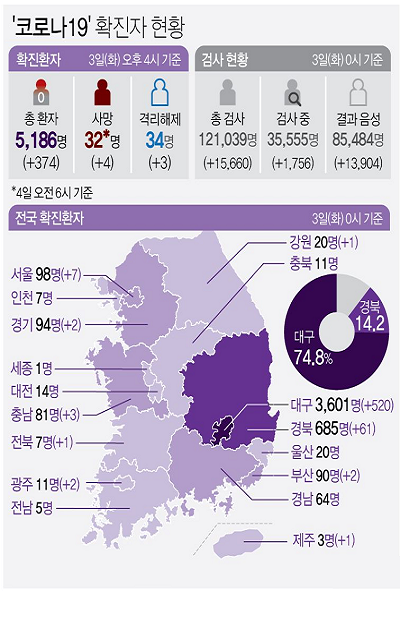 '코로나19' 확진자 현황
확진환자 3일(화) 오후 4시 기준
총 환자 사망 격리해제
5,186명 32*명 34명
(+374) (+4) (+3)
검사 현황 3일(화) 0시 기준
총 검사 검사 중 결과 음성
121,039명 35,555명 85,484명
(+15,660) (+1,756) (+13,904)
*4일 오전 6시 기준
전국 확진환자 3일(화) 0시 기준
강원 20명(+1)
충북 11명
서울 98명(+7)
인천 7명
경기 94명(+2)
세종 1명
대전 14명
충남 81명(+3)
전북 7명(+1)
광주 11명(+2)
전남 5명
경북
14,2
대구
74,8%
대구 3,601명(+520)
경북 685명(+61)
울산 20명
부산 90명(+2)
경남 64명
제주 3명(+1)